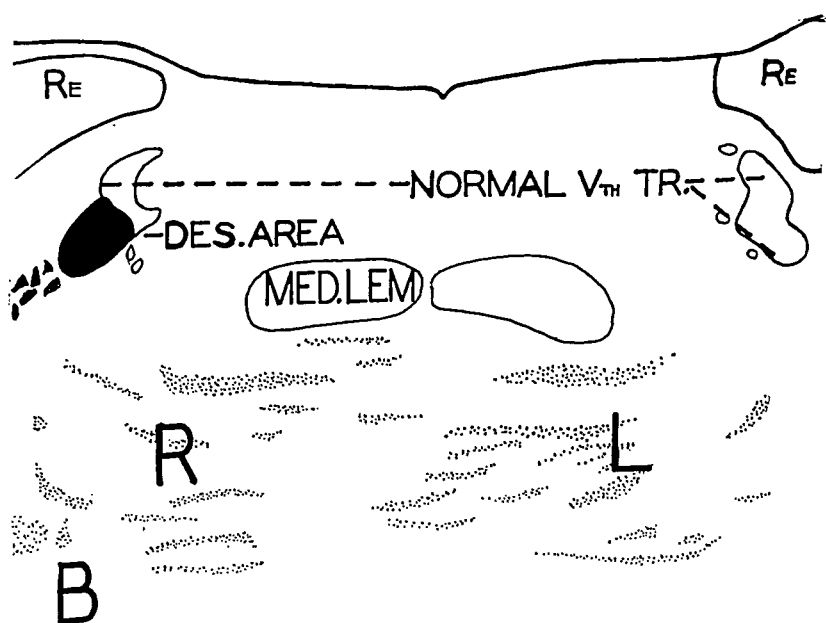 RE
RE
NORMAL VTH TR.
DES. AREA
MED. LEM
R
L
B